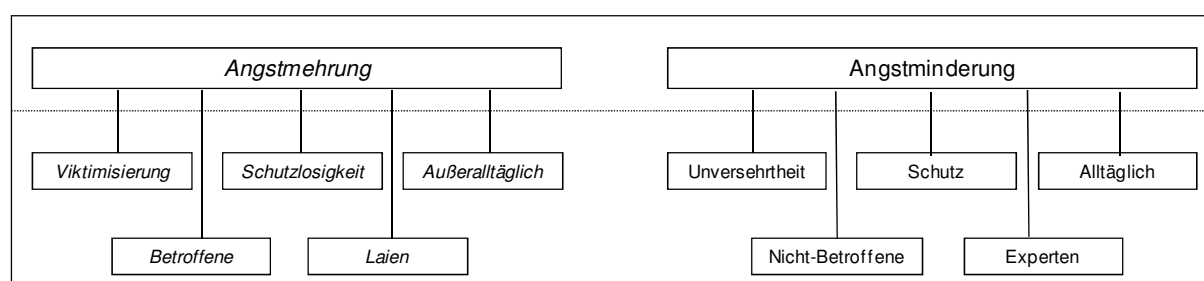 Angstmehrung
Angstminderung
Viktimisierung
Schutzlosigkeit
Außeralltäglich
Unversehrtheit
Schutz
Alltäglich
Betroffene
Laien
Nicht-Betroffene
Experten